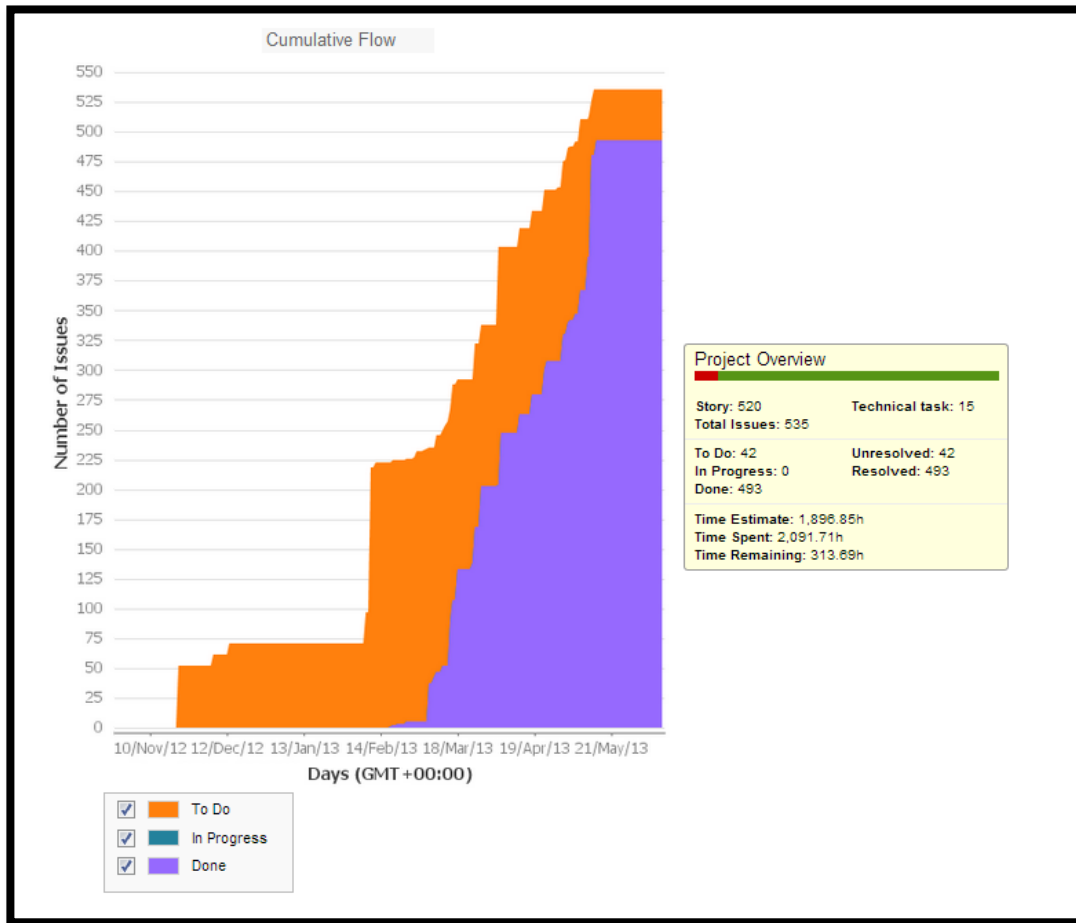 Cumulative Flow
550
525
500
475
450
425
400
375
350
325
300
275
250
225
200
175
150
125
100
75
50
25
0
Number of Issues
10/Nov/12 12/Dec/12 13/Jan/13 14/Feb/13 18/Mar/13 19/Apr/13 21/May/13
Days (GMT+00:00)
To Do
In Progress
Done
Project Overview
Story: 520 Technical task: 15
Total Issues: 535
To Do: 42 Unresolved: 42
In Progress: 0 Resolved: 493
Done: 493
Time Estimate: 1,896.85h
Time Spent: 2,091.71h
Time Remaining: 313.69h